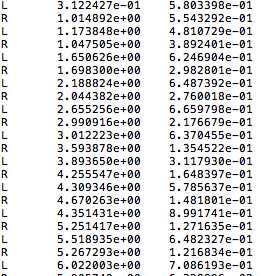 L 3.122427e-01 5.803398e-01
R 1.014892e+00 5.543292e-01
L 1.173848e+00 4.810729e-01
R 1.047505e+00 3.892401e-01
L 1.650626e+00 6.246904e-01
R 1.698300e+00 2.982801e-01
L 2.188824e+00 6.487392e-01
R 2.044382e+00 2.760018e-01
L 2.655256e+00 6.659798e-01
R 2.990916e+00 2.176679e-01
L 3.012223e+00 6.370455e-01
R 3.593878e+00 1.354522e-01
L 3.893650e+00 3.117930e-01
R 4.255547e+00 1.648397e-01
L 4.309346e+00 5.785637e-01
R 4.670263e+00 1.481801e-01
L 4.351431e+00 8.991741e-01
R 5.251417e+00 1.271635e-01
L 5.518935e+00 6.482327e-01
R 5.267293e+00 1.216834e-01
L 6.022003e+00 7.086193e-01